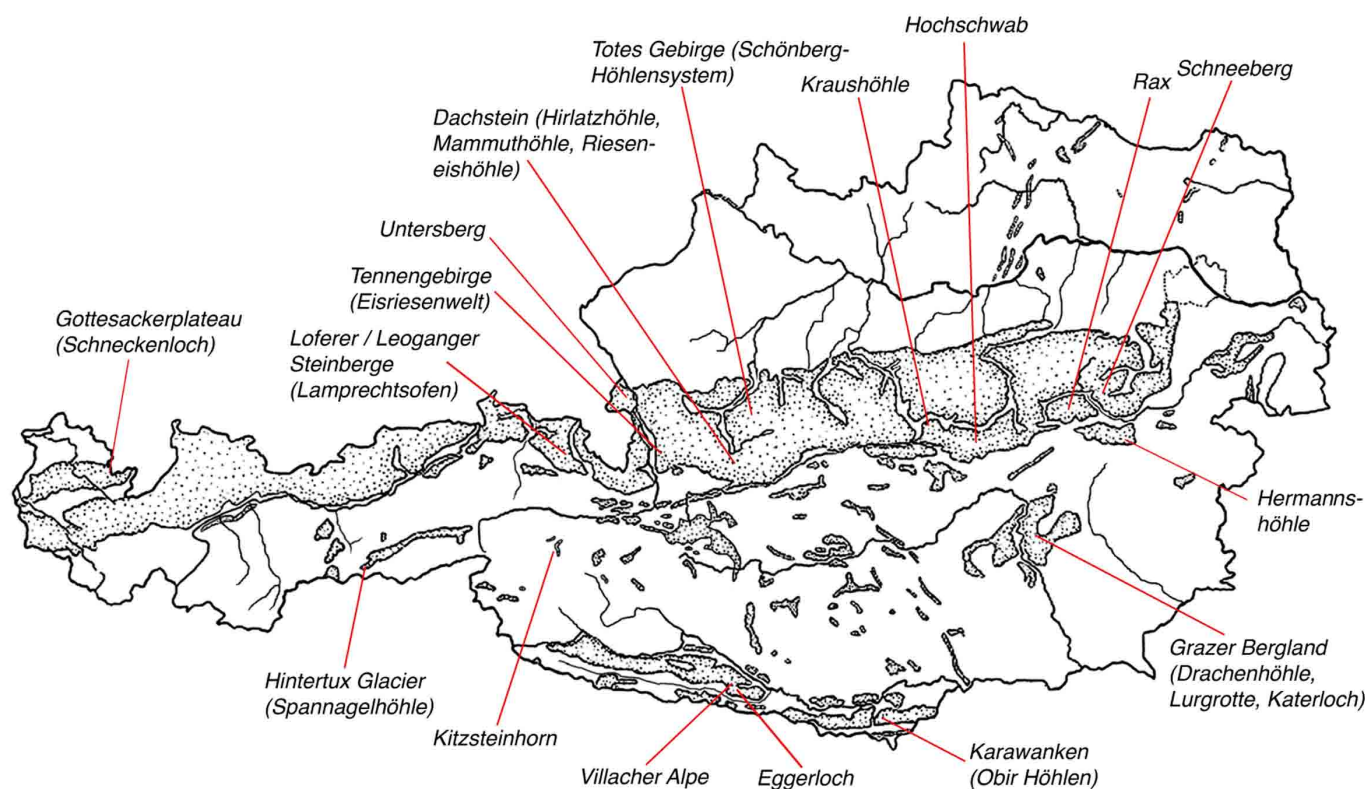 Hochschwab
Totes Gebirge (Schönberg-
Höhlensystem)
Kraushöhle
Rax
Schneeberg
Dachstein (Hirlatzhöhle,
Mammuthöhle, Riesen-
eishöhle)
Untersberg
Tennengebirge
(Eisriesenwelt)
Gottesackerplateau
(Schneckenloch)
Loferer / Leoganger
Steinberge
(Lamprechtsofen)
Hermanns-
höhle
Grazer Bergland
(Drachenhöhle,
Lurgrotte, Katerloch)
Hintertux Glacier
(Spannagelhöhle)
Kitzsteinhorn
Villacher Alpe
Eggerloch
Karawanken
(Obir Höhlen)